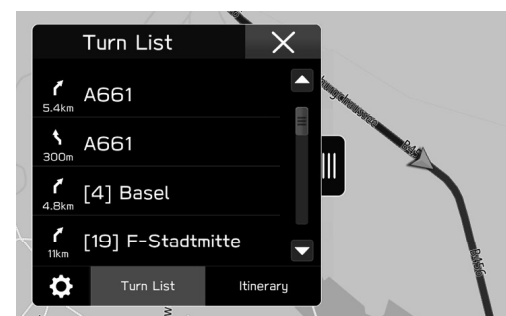 Turn List
A661
5.4km
A661
300m
[4] Basel
4.8km
[19] F-Stadtmitte
11km
Turn List
Itinerary